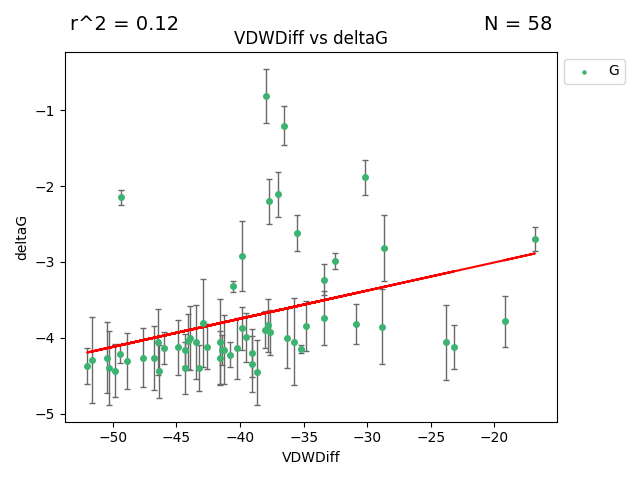 r^2 = 0.12
N = 58
VDWDiff vs deltaG
G
deltaG
−1
−2
−3
−4
−5
−50
−45
−40
−35
−30
−25
−20
VDWDiff